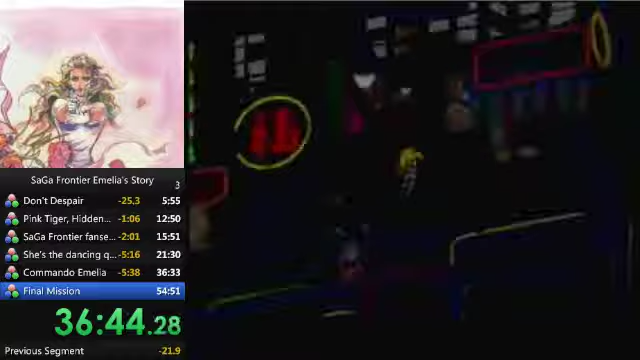 SaGa Frontier Emelia's Story
3
Don't Despair -25.3 5:55
Pink Tiger, Hidden... -1:06 12:50
SaGa Frontier fanse... -2:01 15:51
She's the dancing q... -5:16 21:30
Commando Emelia -5:38 36:33
Final Mission 54:51
36:44.28
Previous Segment -21.9